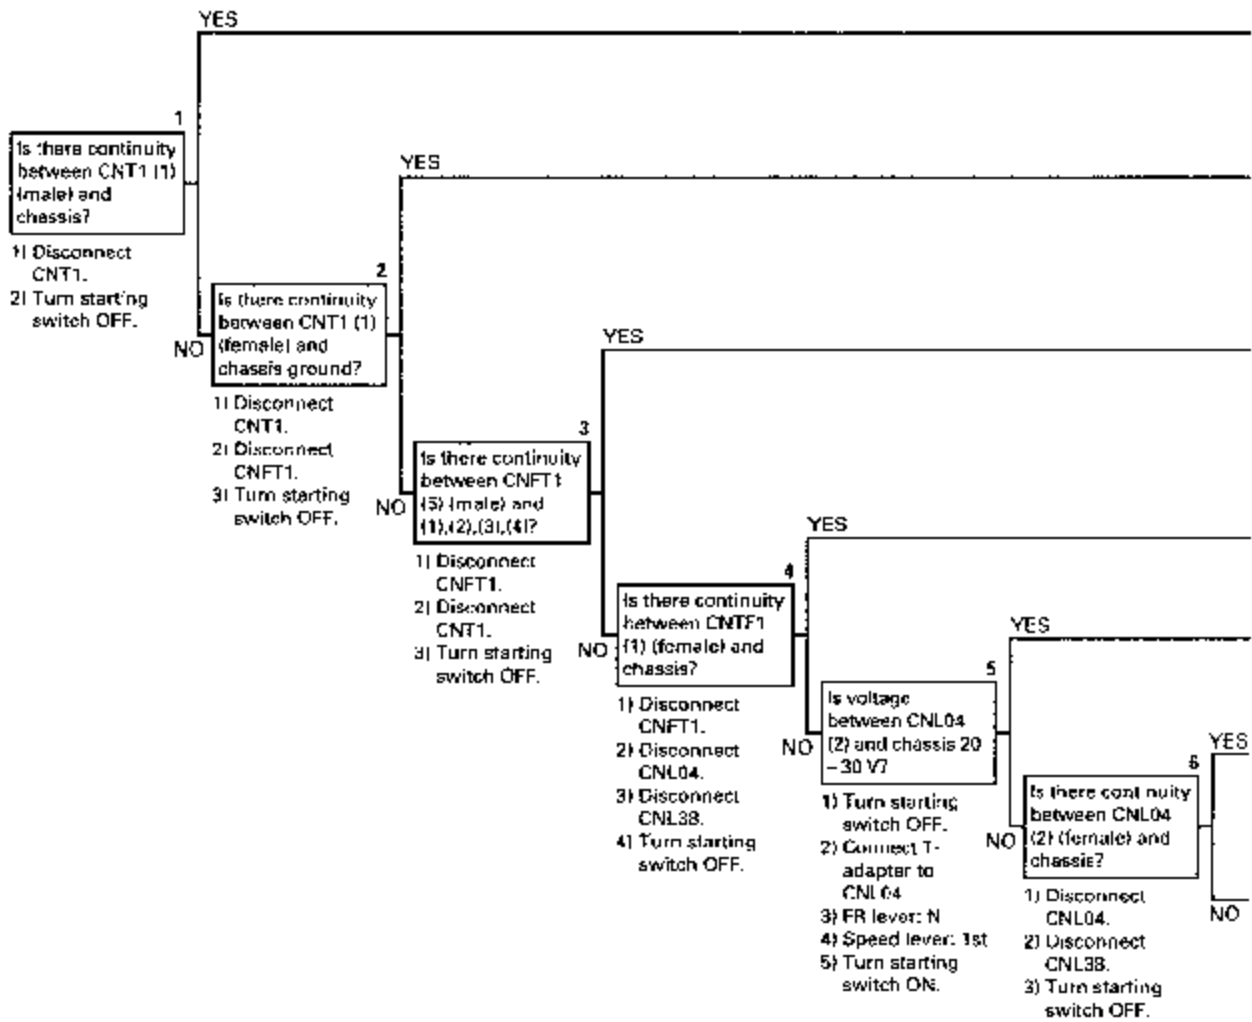 YES
1
Is there continuity
between CNT1 (1)
(male) and
chassis?
1) Disconnect
CNT1.
2) Turn starting
switch OFF.
YES
NO
2
Is there continuity
between CNT1 (1)
(female) and
chassis ground?
1) Disconnect
CNT1.
2) Disconnect
CNFT1.
3) Turn starting
switch OFF.
YES
NO
3
Is there continuity
between CNFT1
(5) (male) and
(1),(2),(3),(4)?
1) Disconnect
CNFT1.
2) Disconnect
CNT1.
3) Turn starting
switch OFF.
YES
NO
4
Is there continuity
between CNTF1
(1) (female) and
chassis?
1) Disconnect
CNFT1.
2) Disconnect
CNL04.
3) Disconnect
CNL38.
4) Turn starting
switch OFF.
YES
NO
5
Is voltage
between CNL04
(2) and chassis 20
– 30 V?
1) Turn starting
switch OFF.
2) Connect T-
adapter to
CNL04
3) FR lever: N
4) Speed lever: 1st
5) Turn starting
switch ON.
YES
NO
6
Is there continuity
between CNL04
(2) (female) and
chassis?
1) Disconnect
CNL04.
2) Disconnect
CNL38.
3) Turn starting
switch OFF.
YES
NO